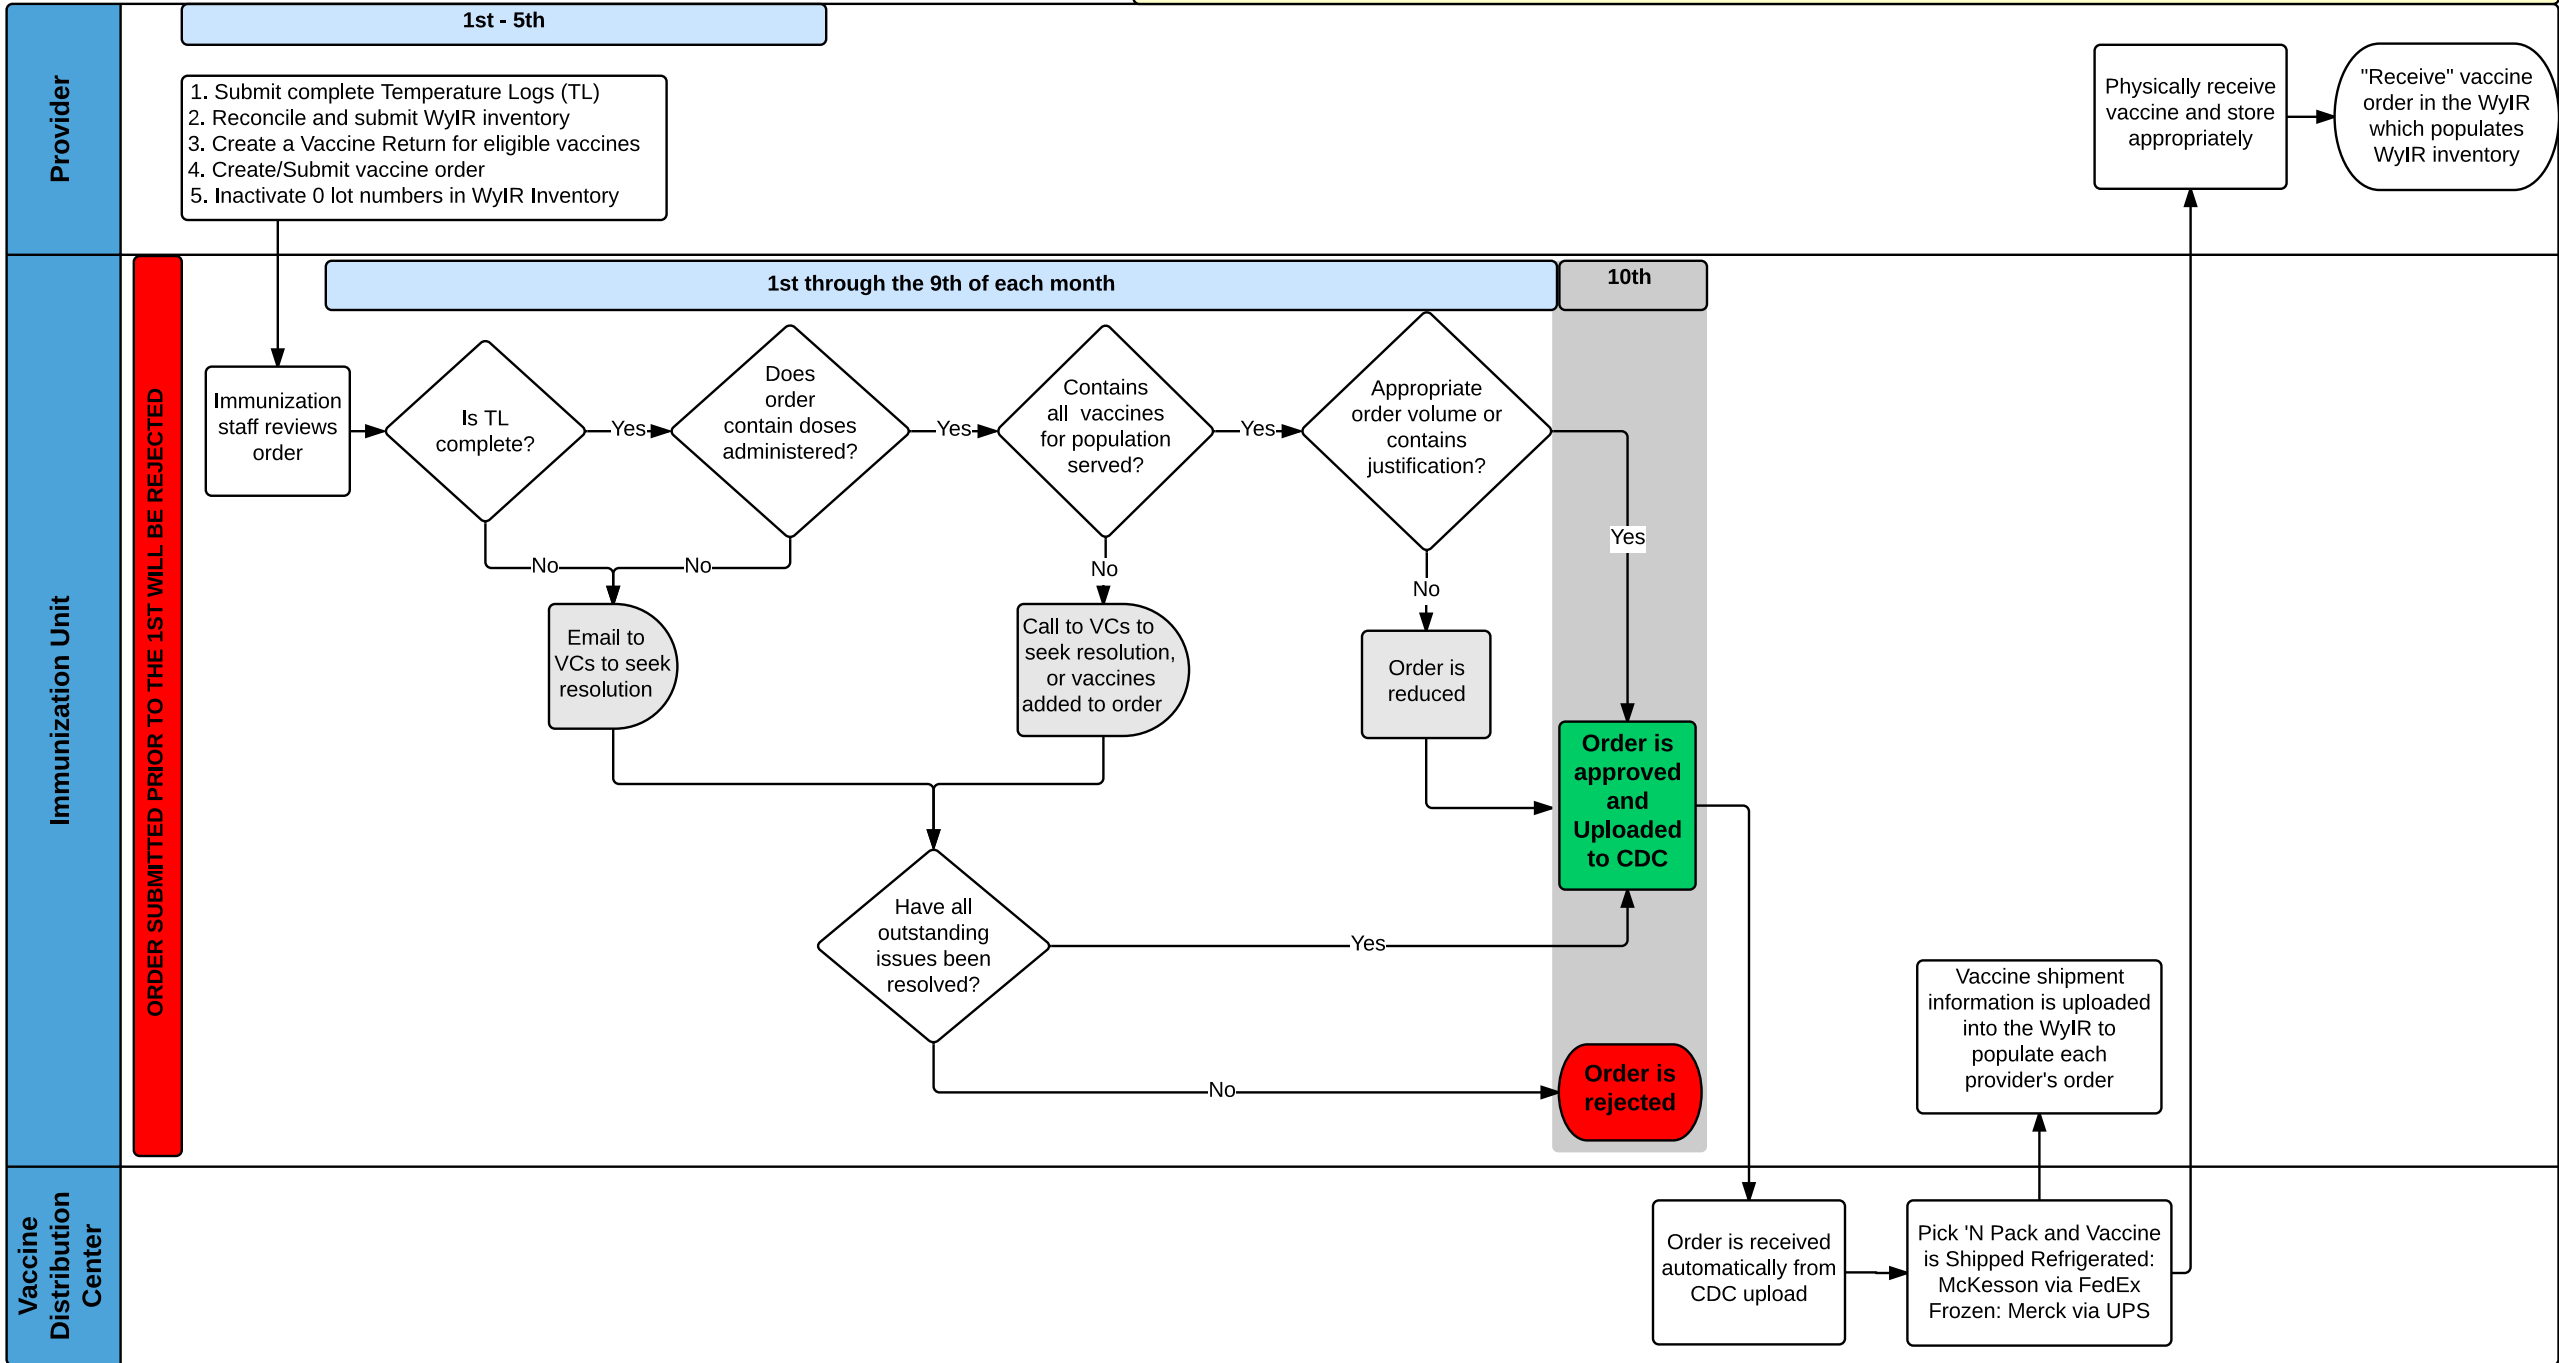 1st - 5th
Provider
1. Submit complete Temperature Logs (TL)
2. Reconcile and submit WyIR inventory
3. Create a Vaccine Return for eligible vaccines
4. Create/Submit vaccine order
5. Inactivate 0 lot numbers in WyIR Inventory
Physically receive
vaccine and store
appropriately
"Receive" vaccine
order in the WyIR
which populates
WyIR inventory
Immunization Unit
ORDER SUBMITTED PRIOR TO THE 1ST WILL BE REJECTED
1st through the 9th of each month
10th
Immunization
staff reviews
order
Is TL
complete?
Yes
Does
order
contain doses
administered?
Yes
Contains
all vaccines
for population
served?
Yes
Appropriate
order volume or
contains
justification?
Yes
No
No
No
No
Email to
VCs to seek
resolution
Call to VCs to
seek resolution,
or vaccines
added to order
Order is
reduced
Order is
approved
and
Uploaded
to CDC
Have all
outstanding
issues been
resolved?
Yes
No
Order is
rejected
Vaccine shipment
information is uploaded
into the WyIR to
populate each
provider's order
Vaccine
Distribution
Center
Order is received
automatically from
CDC upload
Pick 'N Pack and Vaccine
is Shipped Refrigerated:
McKesson via FedEx
Frozen: Merck via UPS